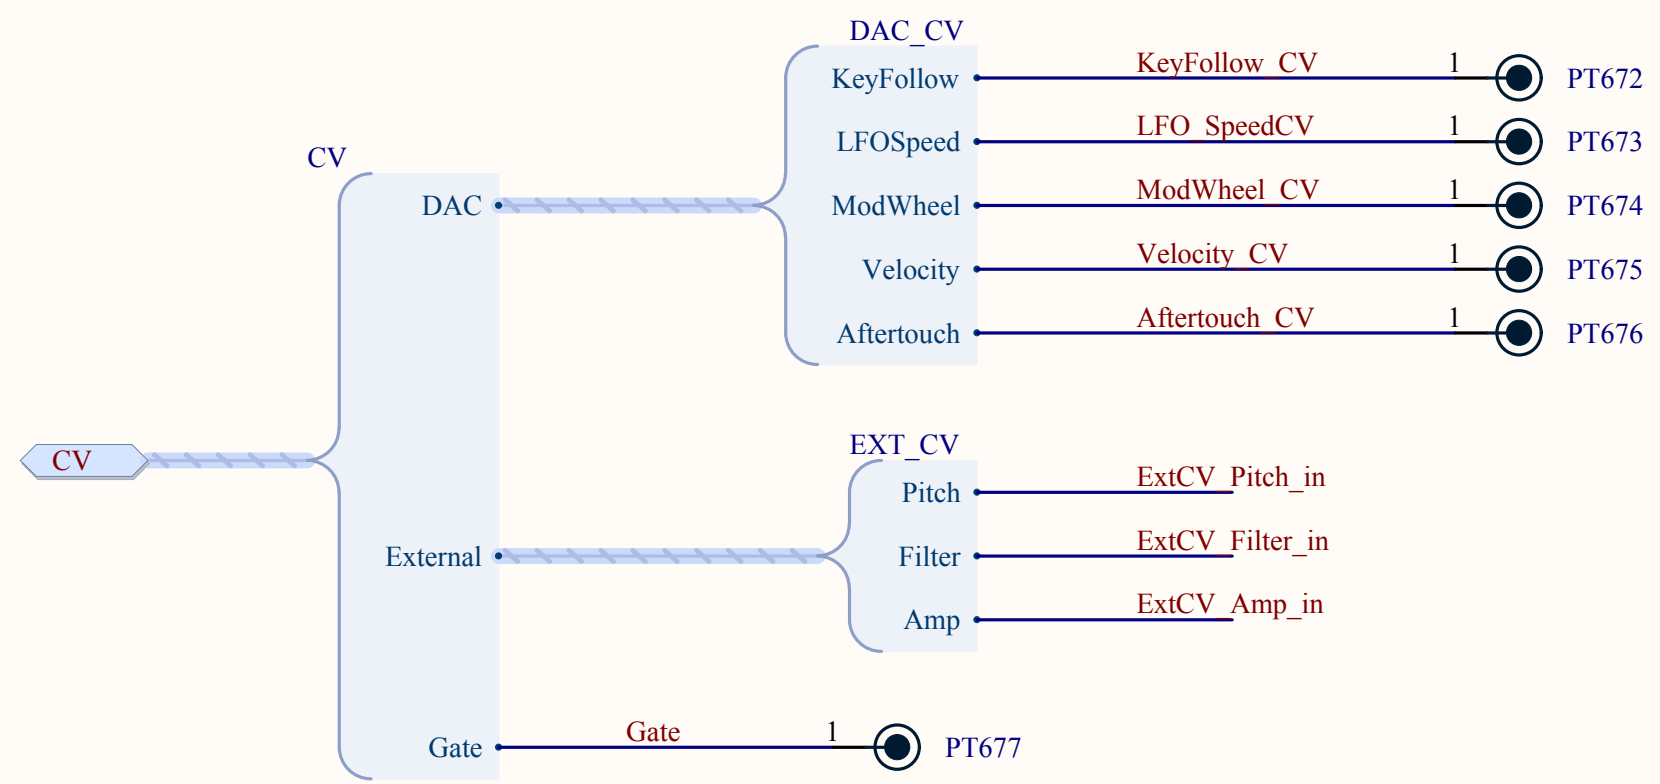 DAC_CV
KeyFollow KeyFollow_CV 1 PT672
LFOSpeed LFO_SpeedCV 1 PT673
CV
DAC ModWheel ModWheel_CV 1 PT674
Velocity Velocity_CV 1 PT675
Aftertouch Aftertouch_CV 1 PT676
EXT_CV
CV
Pitch ExtCV_Pitch_in
External Filter ExtCV_Filter_in
Amp ExtCV_Amp_in
Gate Gate 1 PT677